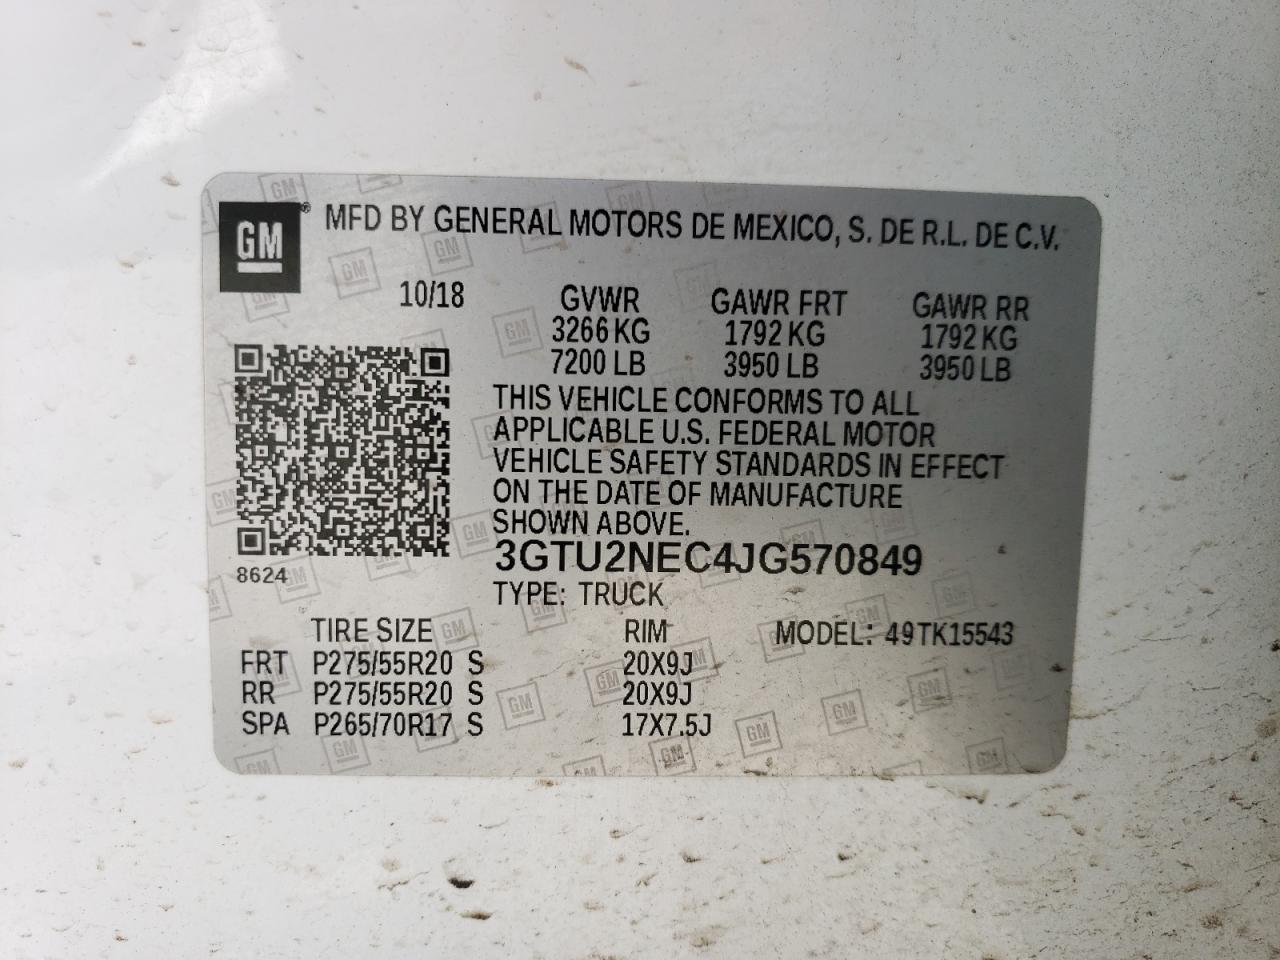 GM
® MFD BY GENERAL MOTORS DE MEXICO, S. DE R.L. DE C.V.
10/18 GVWR GAWR FRT GAWR RR
3266 KG 1792 KG 1792 KG
7200 LB 3950 LB 3950 LB
THIS VEHICLE CONFORMS TO ALL
APPLICABLE U.S. FEDERAL MOTOR
VEHICLE SAFETY STANDARDS IN EFFECT
ON THE DATE OF MANUFACTURE
SHOWN ABOVE.
3GTU2NEC4JG570849
8624
TYPE: TRUCK
TIRE SIZE RIM MODEL: 49TK15543
FRT P275/55R20 S 20X9J
RR P275/55R20 S 20X9J
SPA P265/70R17 S 17X7.5J